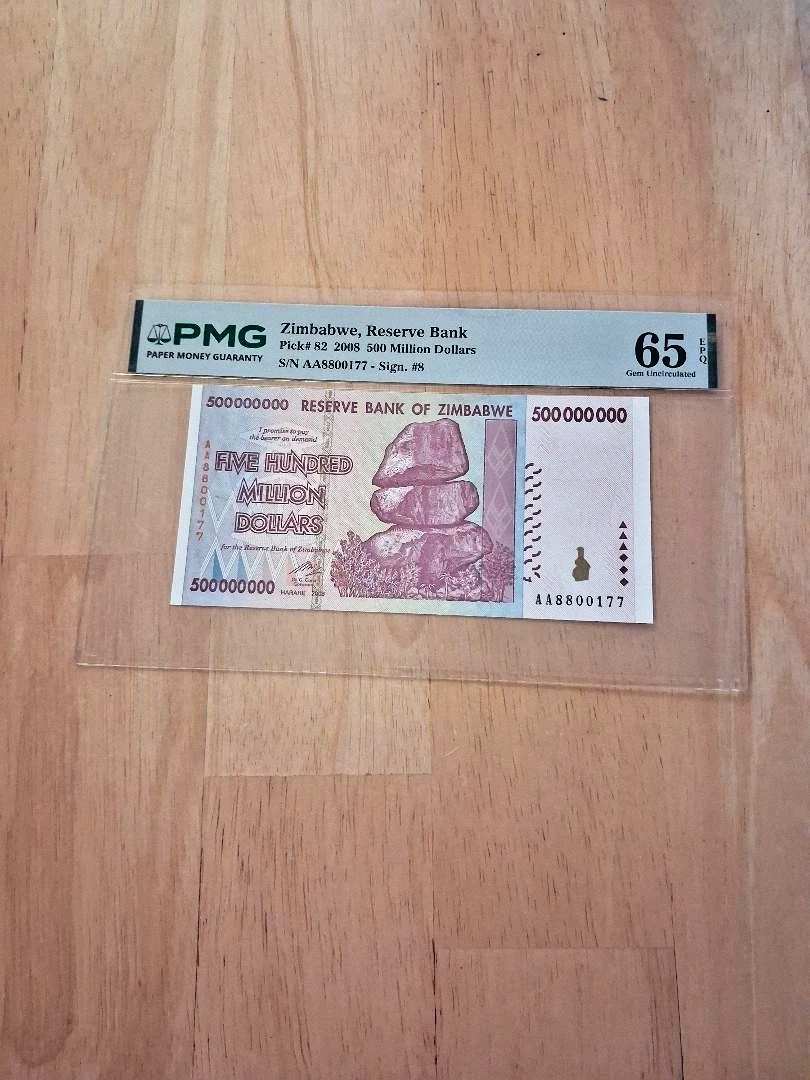 PMG
PAPER MONEY GUARANTY
Zimbabwe, Reserve Bank
Pick# 82 2008 500 Million Dollars
S/N AA8800177 - Sign. #8
65
Gem Uncirculated
EPQ
500000000 RESERVE BANK OF ZIMBABWE 500000000
I promise to pay
the bearer on demand
AA8800177
FIVE HUNDRED
MILLION
DOLLARS
for the Reserve Bank of Zimbabwe
500000000
HARARE 2008
AA8800177